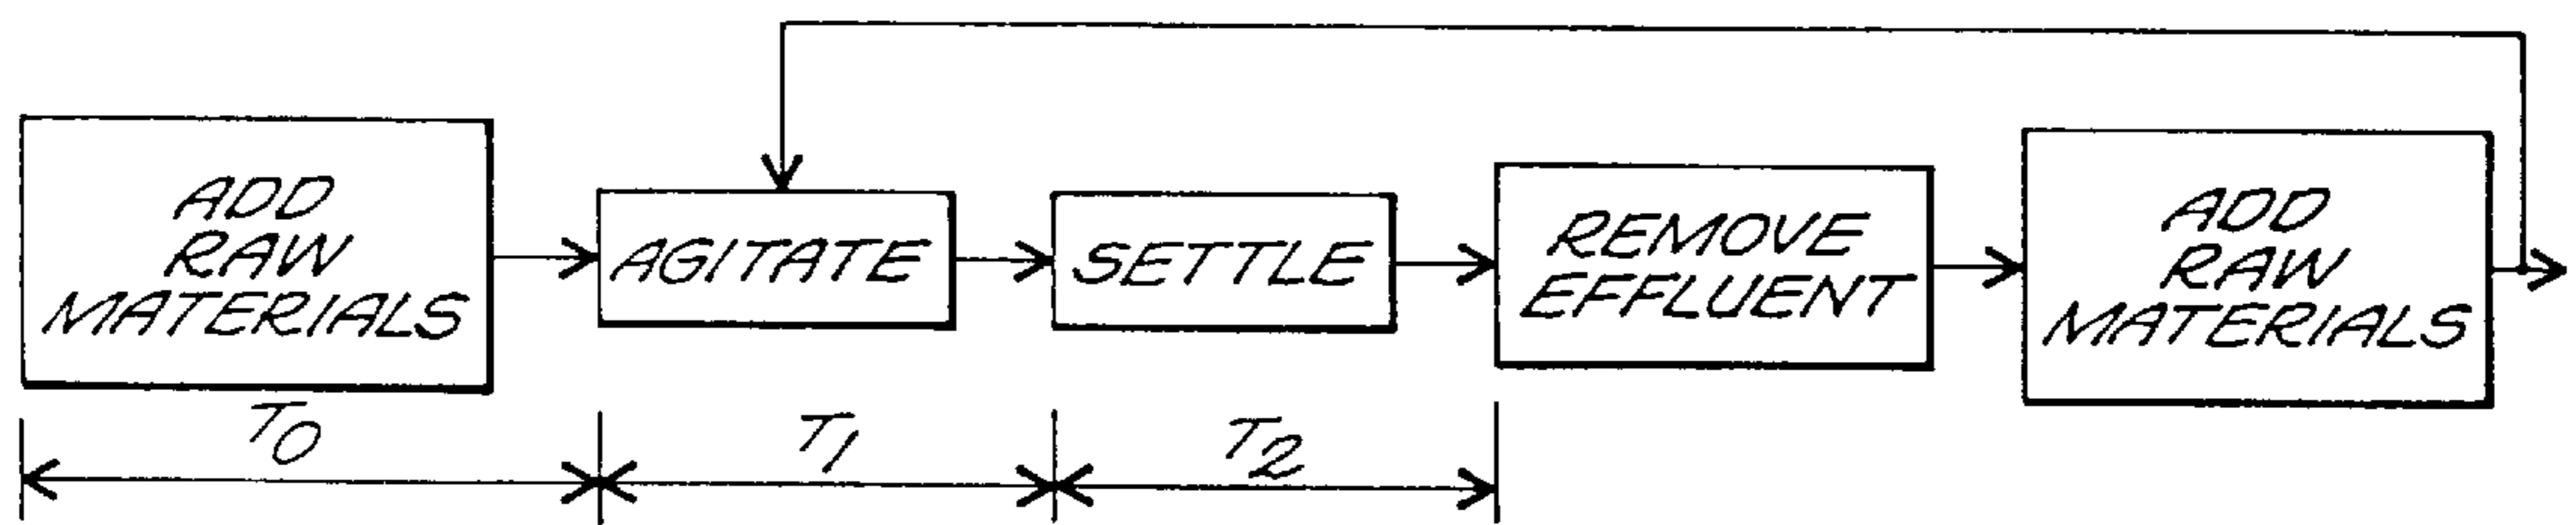 ADD
RAW
MATERIALS
AGITATE
SETTLE
REMOVE
EFFLUENT
ADD
RAW
MATERIALS
T0
T1
T2